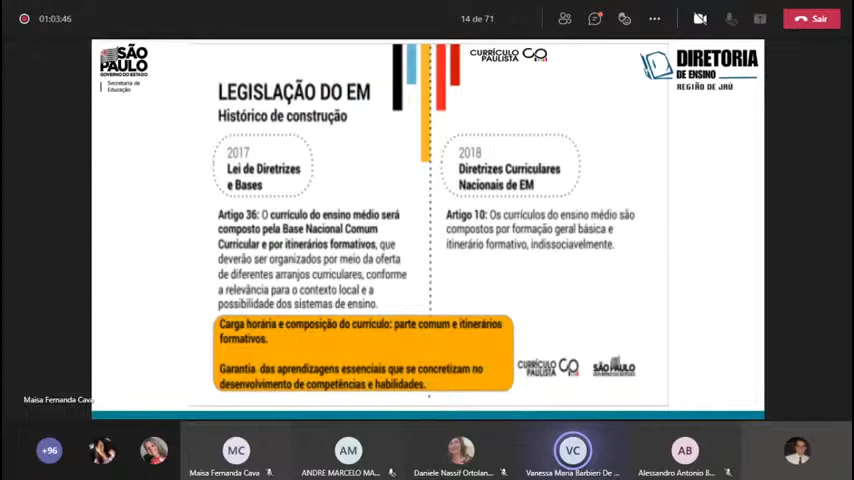 01:03:46
14 de 71
Sair
SÃO
PAULO
GOVERNO DO ESTADO
Secretaria de
Educação
CURRÍCULO
PAULISTA
DIRETORIA
DE ENSINO
REGIÃO DE JAÚ
LEGISLAÇÃO DO EM
Histórico de construção
2017
Lei de Diretrizes
e Bases
2018
Diretrizes Curriculares
Nacionais de EM
Artigo 36: O currículo do ensino médio será
composto pela Base Nacional Comum
Curricular e por itinerários formativos, que
deverão ser organizados por meio da oferta
de diferentes arranjos curriculares, conforme
a relevância para o contexto local e a
possibilidade dos sistemas de ensino.
Artigo 10: Os currículos do ensino médio são
compostos por formação geral básica e
itinerário formativo, indissociavelmente.
Carga horária e composição do currículo: parte comum e itinerários
formativos.
Garantia das aprendizagens essenciais que se concretizam no
desenvolvimento de competências e habilidades.
CURRÍCULO
PAULISTA
SÃO PAULO
GOVERNO DO ESTADO
Maisa Fernanda Cava
+96
MC
Maisa Fernanda Cava
AM
ANDRE MARCELO MA...
Daniele Nassif Ortolan...
VC
Vanessa Maria Barbieri De ...
AB
Alessandro Antonio B...